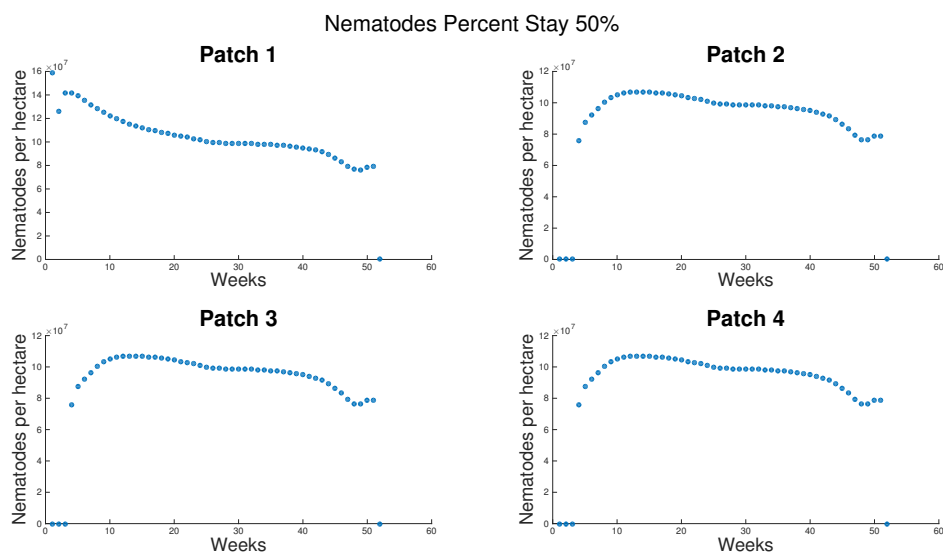 Nematodes Percent Stay 50%
Patch 1
×10^7
Nematodes per hectare
16
14
12
10
8
6
4
2
0
0 10 20 30 40 50 60
Weeks
Patch 2
×10^7
Nematodes per hectare
12
10
8
6
4
2
0
0 10 20 30 40 50 60
Weeks
Patch 3
×10^7
Nematodes per hectare
12
10
8
6
4
2
0
0 10 20 30 40 50 60
Weeks
Patch 4
×10^7
Nematodes per hectare
12
10
8
6
4
2
0
0 10 20 30 40 50 60
Weeks